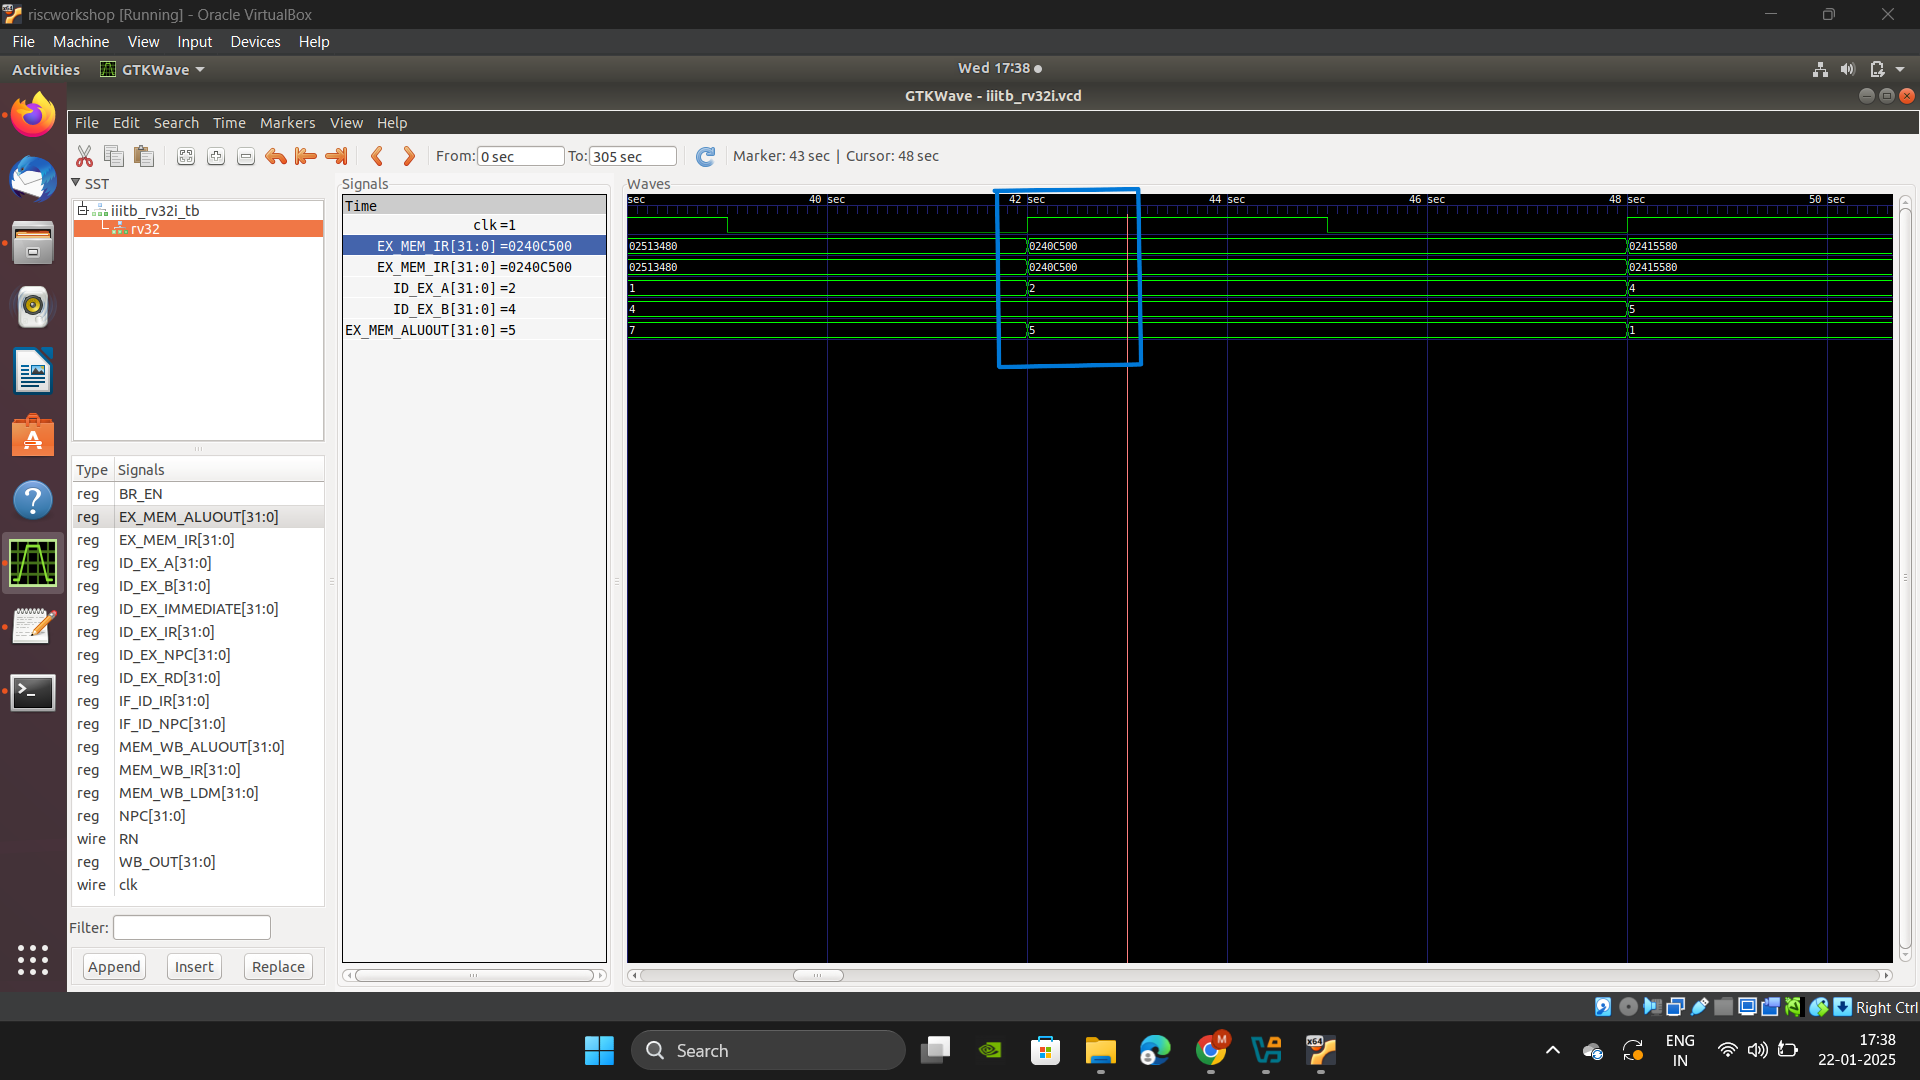 riscworkshop [Running] - Oracle VirtualBox
File Machine View Input Devices Help
Activities GTKWave Wed 17:38
GTKWave - iiitb_rv32i.vcd
File Edit Search Time Markers View Help
From: 0 sec To: 305 sec Marker: 43 sec | Cursor: 48 sec
SST
iiitb_rv32i_tb
rv32
Type Signals
reg BR_EN
reg EX_MEM_ALUOUT[31:0]
reg EX_MEM_IR[31:0]
reg ID_EX_A[31:0]
reg ID_EX_B[31:0]
reg ID_EX_IMMEDIATE[31:0]
reg ID_EX_IR[31:0]
reg ID_EX_NPC[31:0]
reg ID_EX_RD[31:0]
reg IF_ID_IR[31:0]
reg IF_ID_NPC[31:0]
reg MEM_WB_ALUOUT[31:0]
reg MEM_WB_IR[31:0]
reg MEM_WB_LDM[31:0]
reg NPC[31:0]
wire RN
reg WB_OUT[31:0]
wire clk
Filter:
Append Insert Replace
Signals
Time
clk=1
EX_MEM_IR[31:0]=0240C500
EX_MEM_IR[31:0]=0240C500
ID_EX_A[31:0]=2
ID_EX_B[31:0]=4
EX_MEM_ALUOUT[31:0]=5
Waves
sec 40 sec 42 sec 44 sec 46 sec 48 sec 50 sec
02513480 0240C500 02415580
02513480 0240C500 02415580
1 2 4
4 5
7 5 1
Right Ctrl
Search
M
x64
ENG
IN
17:38
22-01-2025